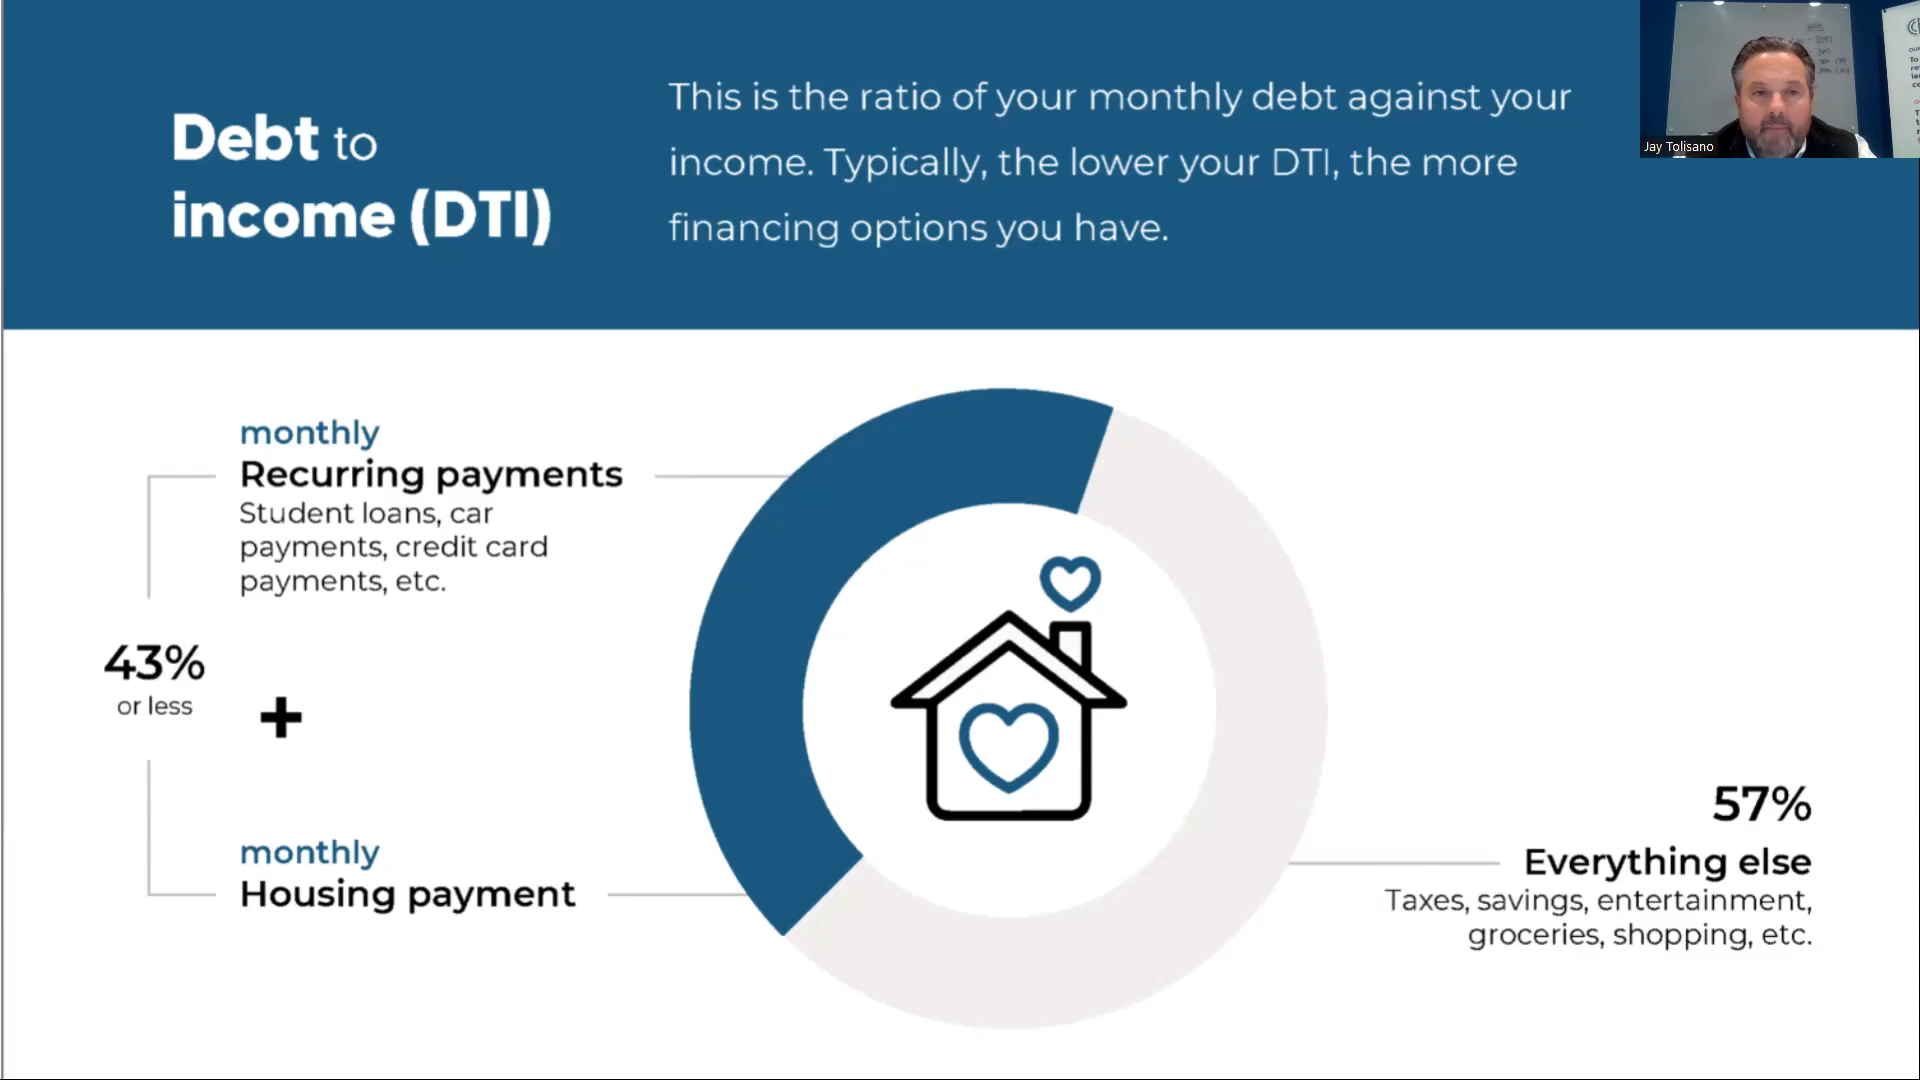 Debt to
income (DTI)
This is the ratio of your monthly debt against your
income. Typically, the lower your DTI, the more
financing options you have.
Jay Tolisano
monthly
Recurring payments
Student loans, car
payments, credit card
payments, etc.
43%
or less
+
monthly
Housing payment
57%
Everything else
Taxes, savings, entertainment,
groceries, shopping, etc.